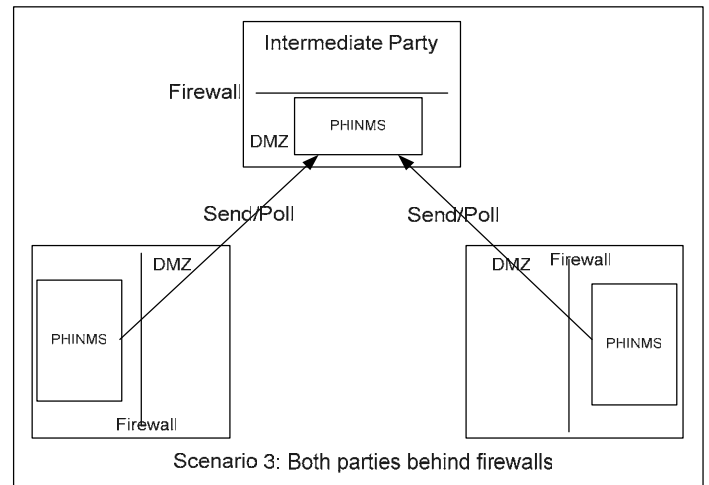 Intermediate Party
Firewall
PHINMS
DMZ
Send/Poll
Send/Poll
DMZ
DMZ
Firewall
PHINMS
PHINMS
Firewall
Scenario 3: Both parties behind firewalls